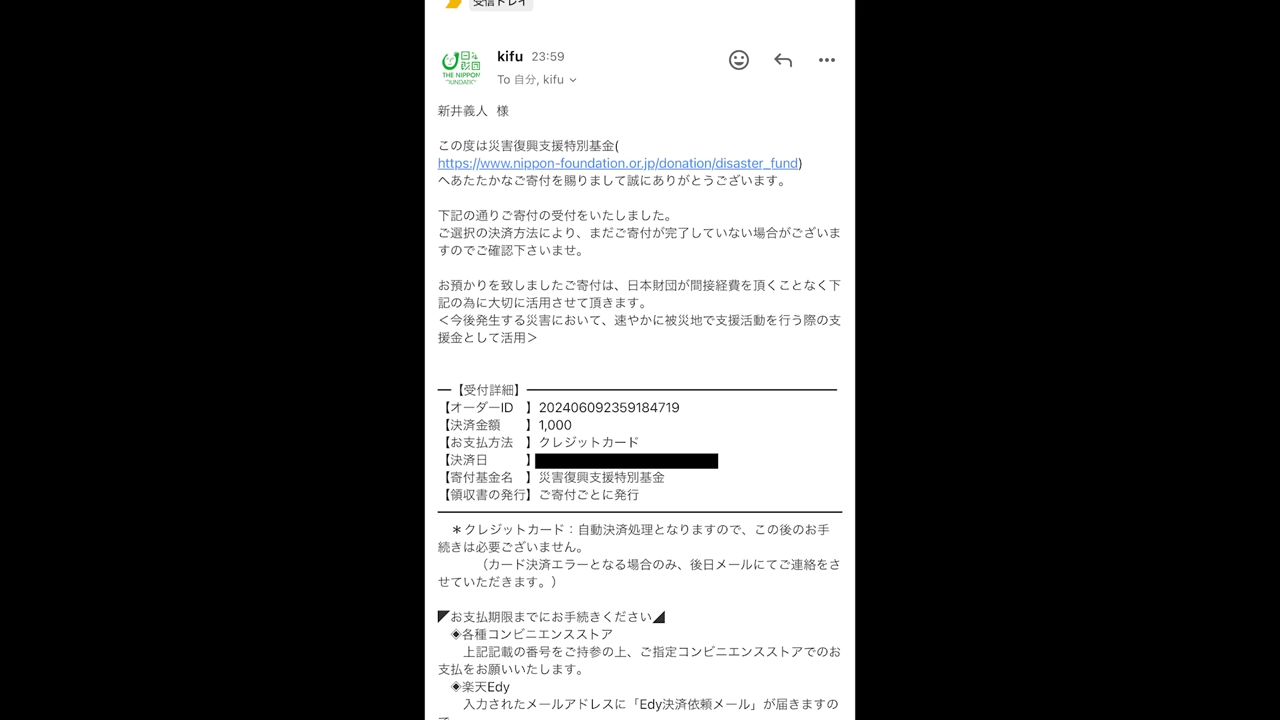 受信トレイ
日本財団
THE NIPPON
FOUNDATION
kifu 23:59
To 自分, kifu
新井義人 様
この度は災害復興支援特別基金(
https://www.nippon-foundation.or.jp/donation/disaster_fund)
へあたたかなご寄付を賜りまして誠にありがとうございます。
下記の通りご寄付の受付をいたしました。
ご選択の決済方法により、まだご寄付が完了していない場合がございま
すのでご確認下さいませ。
お預かりを致しましたご寄付は、日本財団が間接経費を頂くことなく下
記の為に大切に活用させて頂きます。
＜今後発生する災害において、速やかに被災地で支援活動を行う際の支
援金として活用＞
【受付詳細】
【オーダーID 】202406092359184719
【決済金額 】1,000
【お支払方法 】クレジットカード
【決済日 】
【寄付基金名 】災害復興支援特別基金
【領収書の発行】ご寄付ごとに発行
＊クレジットカード：自動決済処理となりますので、この後のお手
続きは必要ございません。
（カード決済エラーとなる場合のみ、後日メールにてご連絡をさ
せていただきます。）
◤お支払期限までにお手続きください◢
◈各種コンビニエンスストア
上記記載の番号をご持参の上、ご指定コンビニエンスストアでのお
支払をお願いいたします。
◈楽天Edy
入力されたメールアドレスに「Edy決済依頼メール」が届きますの